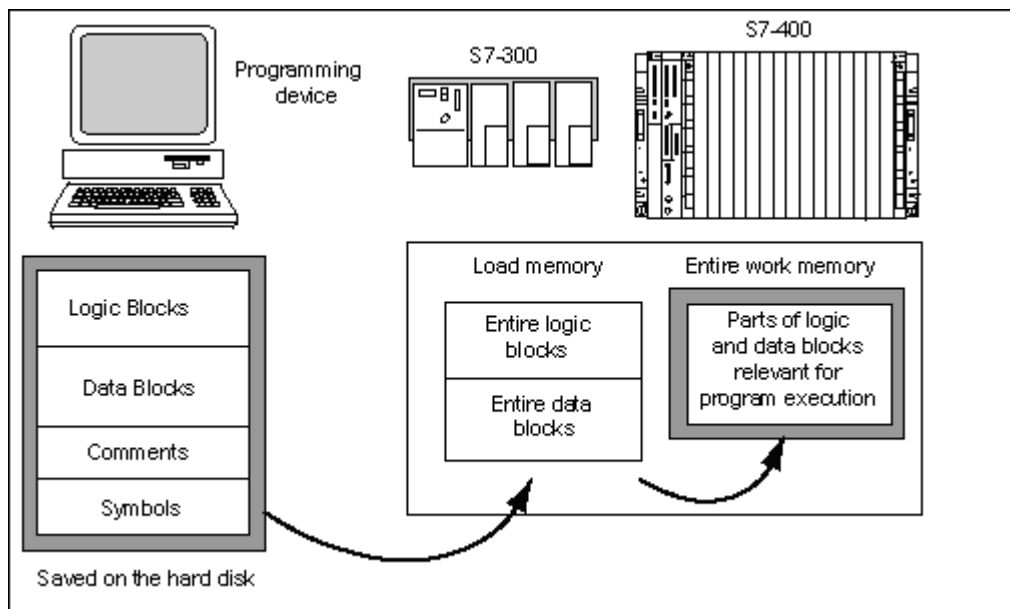 Programming
device
S7-300
S7-400
Logic Blocks
Data Blocks
Comments
Symbols
Saved on the hard disk
Load memory
Entire logic
blocks
Entire data
blocks
Entire work memory
Parts of logic
and data blocks
relevant for
program execution